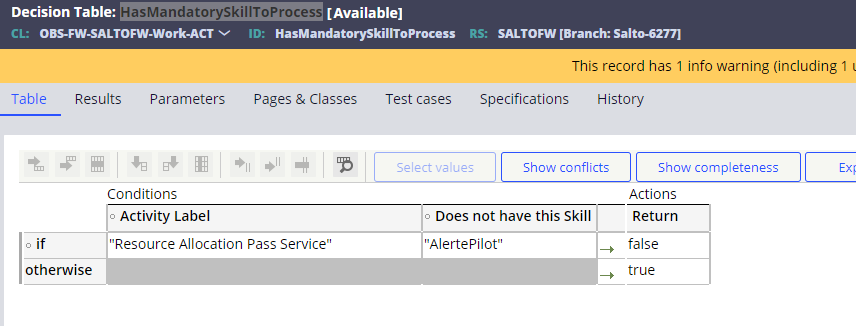 Decision Table: HasMandatorySkillToProcess [Available]
CL: OBS-FW-SALTOFW-Work-ACT ID: HasMandatorySkillToProcess RS: SALTOFW [Branch: Salto-6277]
This record has 1 info warning (including 1 u
Table Results Parameters Pages & Classes Test cases Specifications History
Select values Show conflicts Show completeness Exp
Conditions Actions
Activity Label Does not have this Skill Return
if "Resource Allocation Pass Service" "AlertePilot" false
otherwise true